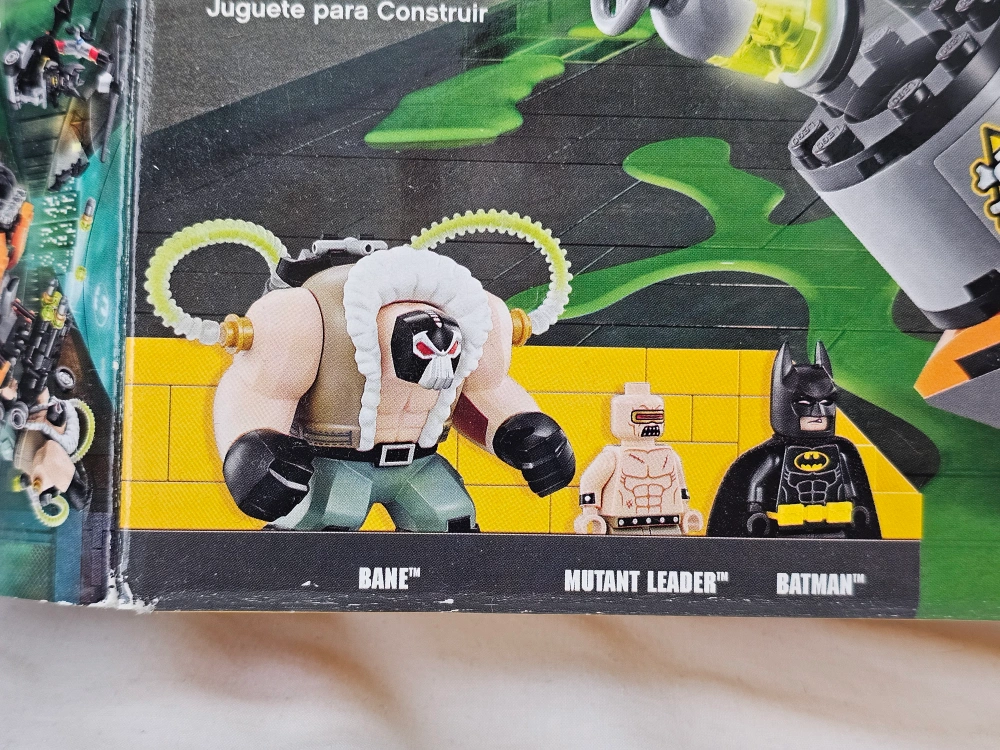 Juguete para Construir
BANE™
MUTANT LEADER™
BATMAN™